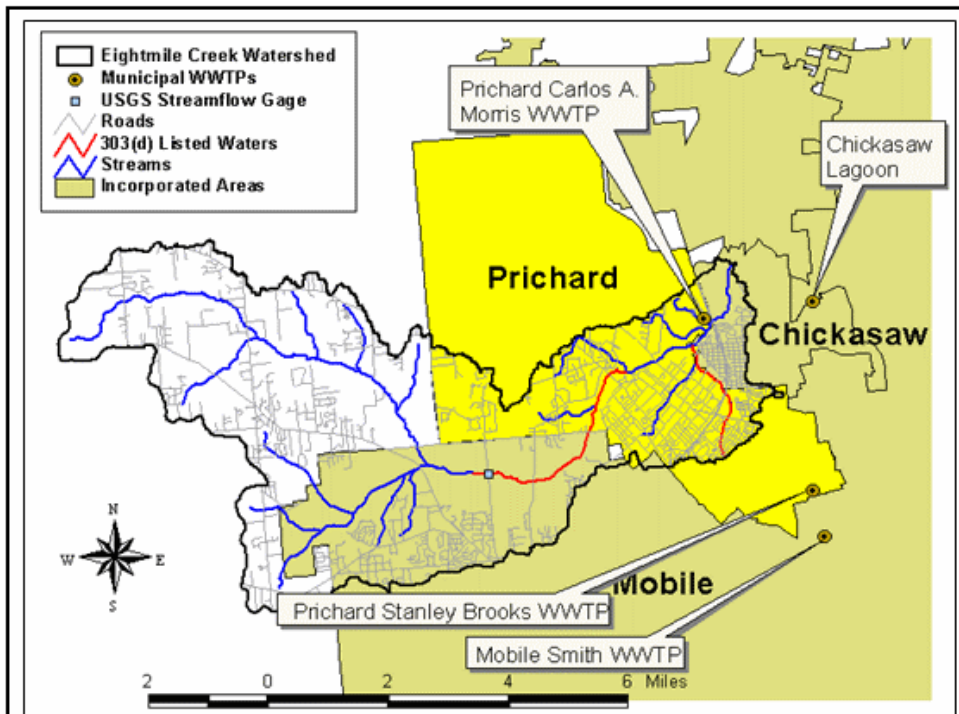 Eightmile Creek Watershed
Municipal WWTPs
USGS Streamflow Gage
Roads
303(d) Listed Waters
Streams
Incorporated Areas
Prichard Carlos A.
Morris WWTP
Chickasaw
Lagoon
Prichard
Chickasaw
N
W E
S
Mobile
Prichard Stanley Brooks WWTP
Mobile Smith WWTP
2 0 2 4 6 Miles